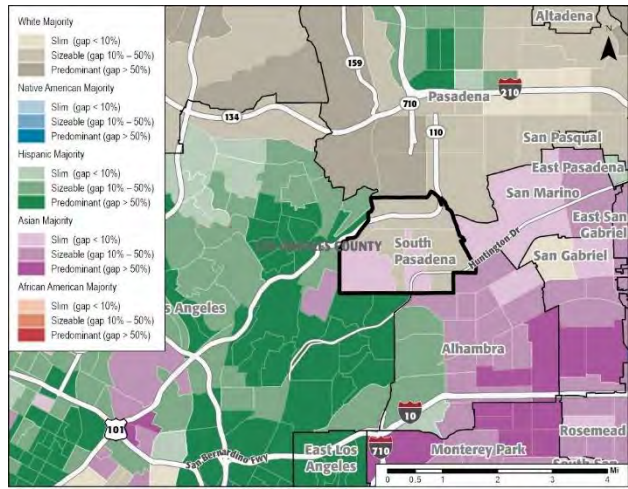 White Majority
Slim (gap < 10%)
Sizeable (gap 10% – 50%)
Predominant (gap > 50%)
Native American Majority
Slim (gap < 10%)
Sizeable (gap 10% – 50%)
Predominant (gap > 50%)
Hispanic Majority
Slim (gap < 10%)
Sizeable (gap 10% – 50%)
Predominant (gap > 50%)
Asian Majority
Slim (gap < 10%)
Sizeable (gap 10% – 50%)
Predominant (gap > 50%)
African American Majority
Slim (gap < 10%)
Sizeable (gap 10% – 50%)
Predominant (gap > 50%)
Altadena
N
159
210
710
Pasadena
134
110
San Pasqual
East Pasadena
San Marino
East San
Gabriel
COUNTY
South
Pasadena
Huntington Dr
San Gabriel
Angeles
Alhambra
101
10
San Bernardino Fwy
East Los
Angeles
710
Monterey Park
Rosemead
South San
Mi
0 0.5 1 2 3 4